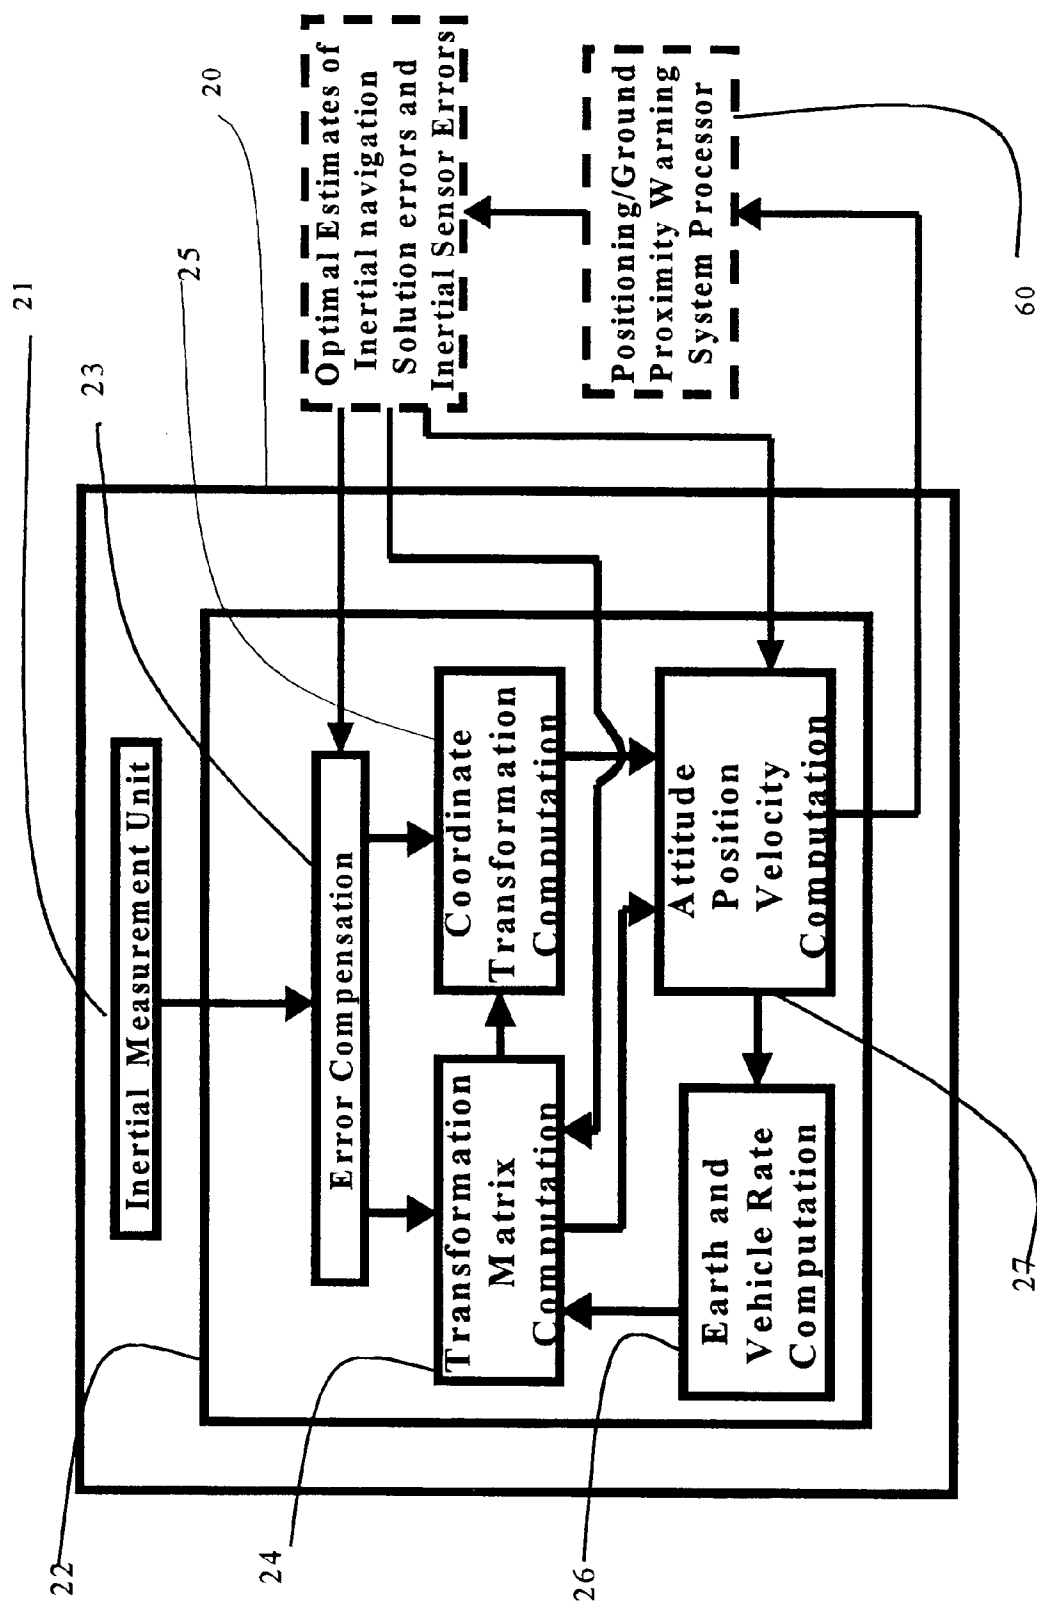 21
23
25
20
Inertial Measurement Unit
Error Compensation
Optimal Estimates of
Inertial navigation
Solution errors and
Inertial Sensor Errors
Transformation
Matrix
Computation
Coordinate
Transformation
Computation
Positioning/Ground
Proximity Warning
System Processor
Earth and
Vehicle Rate
Computation
Attitude
Position
Velocity
Computation
22
24
26
27
60